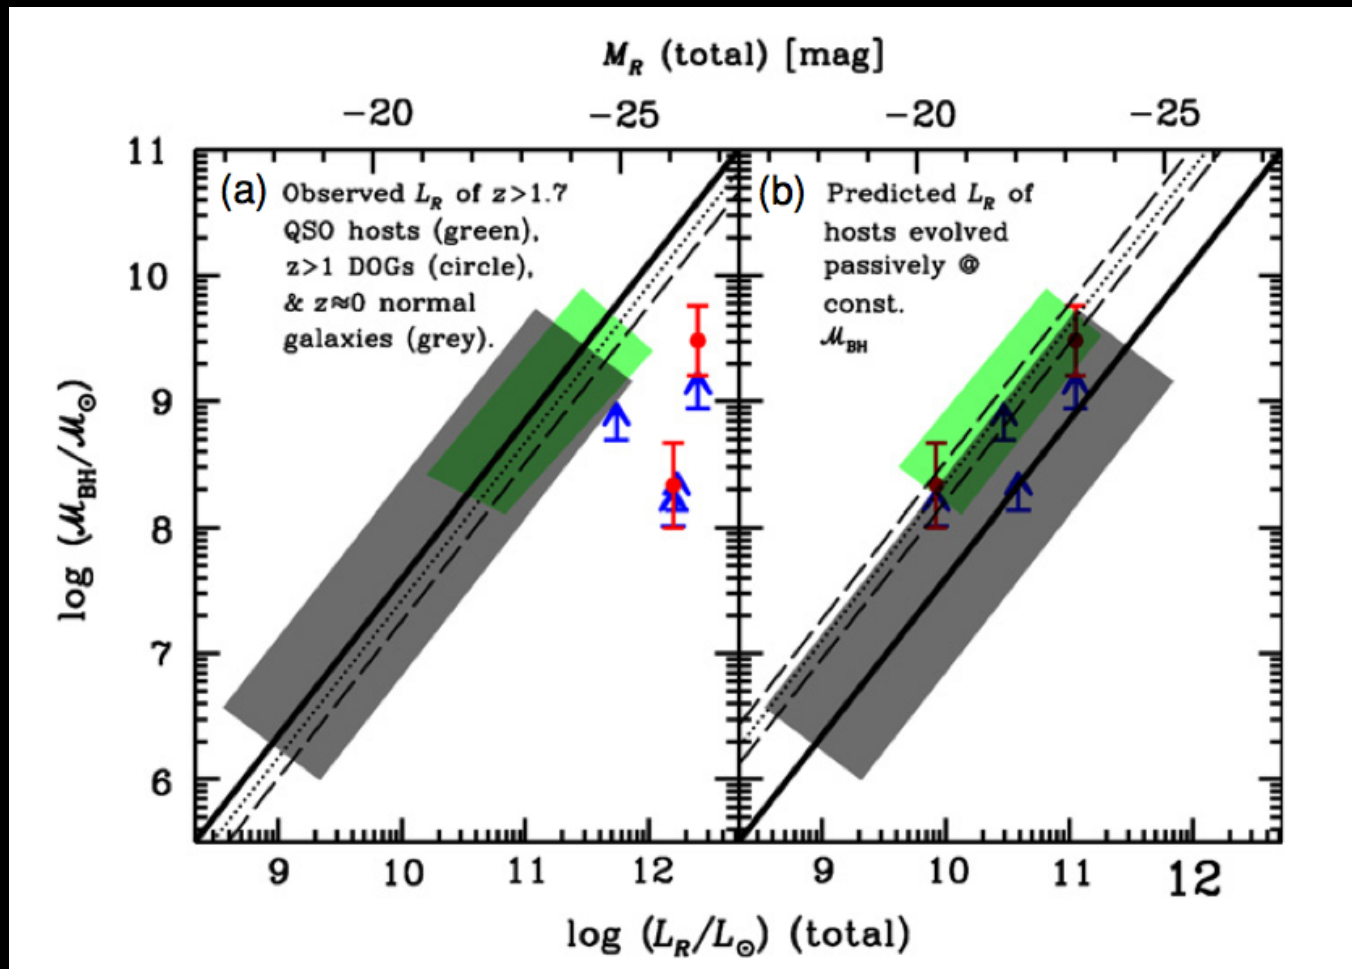 M_R (total) [mag]
−20 −25 −20 −25
(a) Observed L_R of z>1.7
QSO hosts (green),
z>1 DOGs (circle),
& z≈0 normal
galaxies (grey).
(b) Predicted L_R of
hosts evolved
passively @
const.
ℳ_BH
11
10
9
8
7
6
log (ℳ_BH/ℳ_⊙)
9 10 11 12 9 10 11 12
log (L_R/L_⊙) (total)